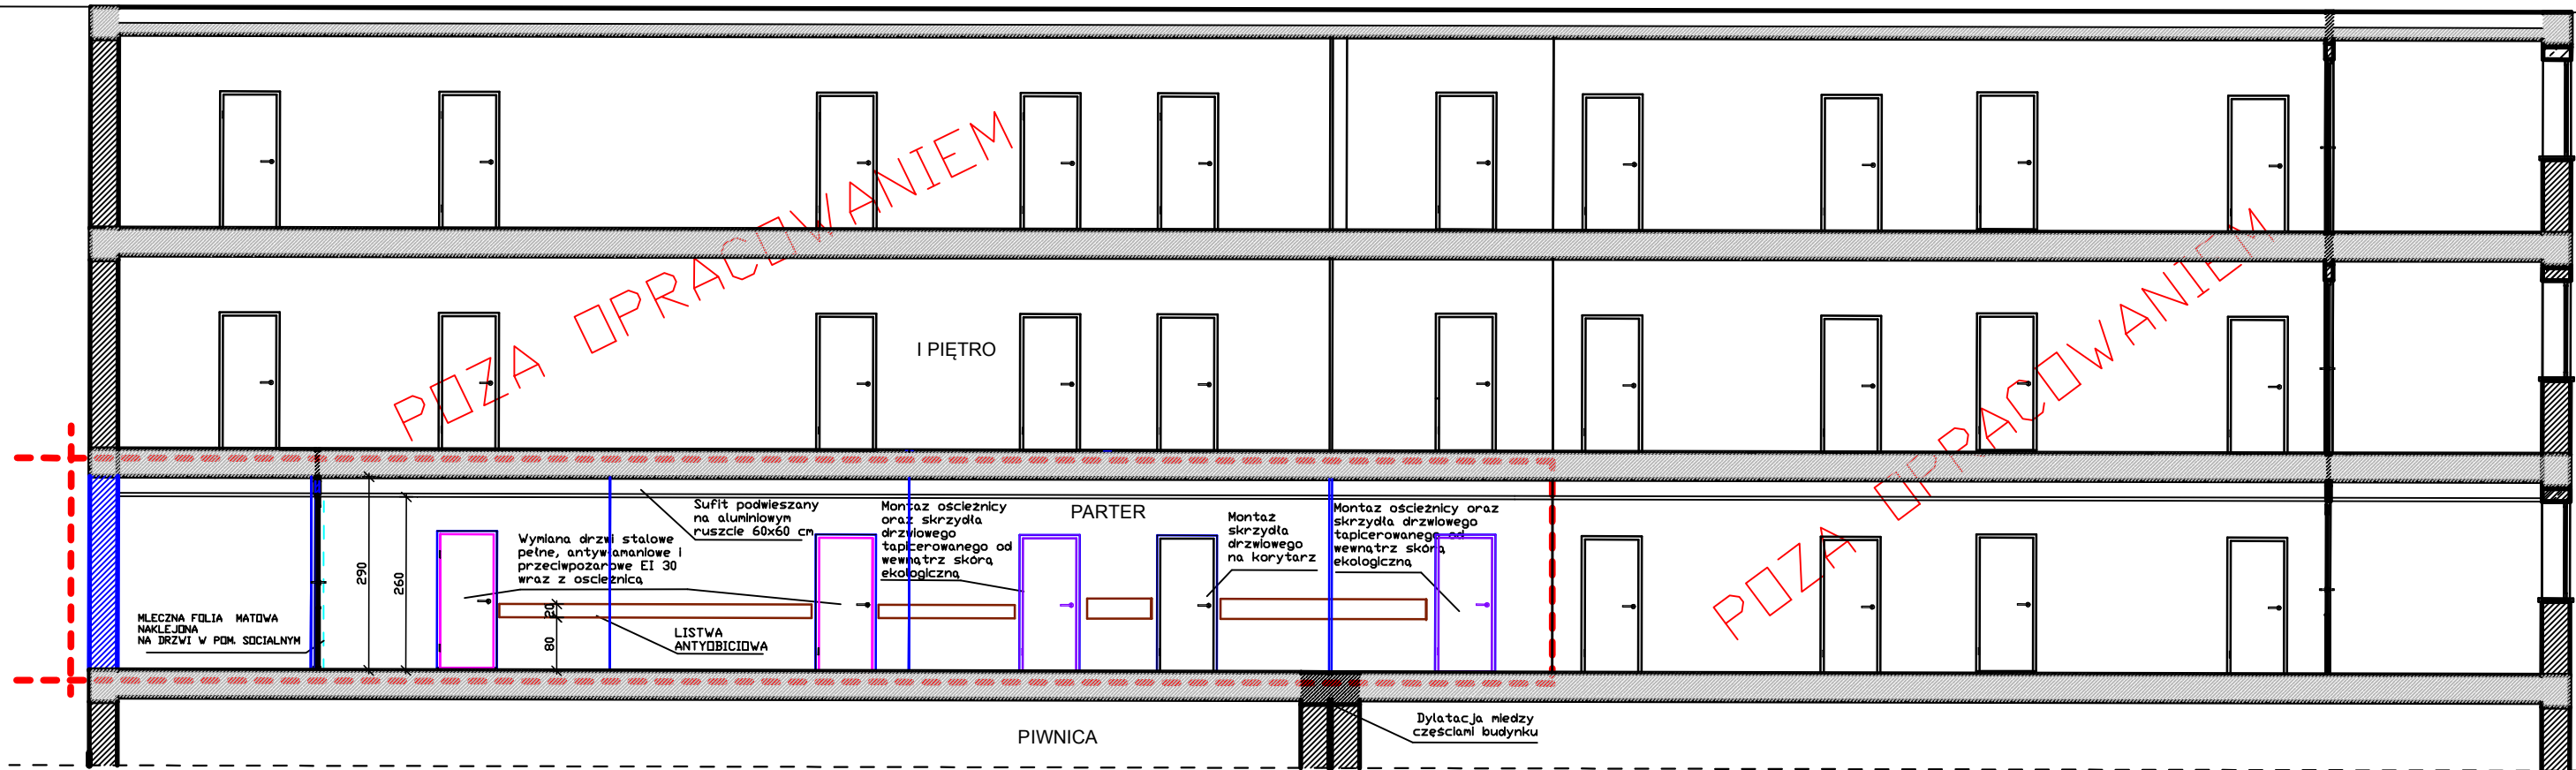 POZA OPRACOWANIEM
I PIĘTRO
POZA OPRACOWANIEM
Sufit podwieszany
na aluminiowym
ruszcie 60x60 cm
Montaż ościeżnicy
oraz skrzydła
drzwiowego
tapicerowanego od
wewnątrz skórą
ekologiczną
PARTER
Montaż
skrzydła
drzwiowego
na korytarz
Montaż ościeżnicy oraz
skrzydła drzwiowego
tapicerowanego od
wewnątrz skórą
ekologiczną
Wymiana drzwi stalowe
pełne, antywłamaniowe i
przeciwpożarowe EI 30
wraz z ościeżnicą
290
260
20
80
MLECZNA FOLIA MATOWA
NAKLEJONA
NA DRZWI W POM. SOCIALNYM
LISTWA
ANTYOBICIOWA
PIWNICA
Dylatacja miedzy
częściami budynku